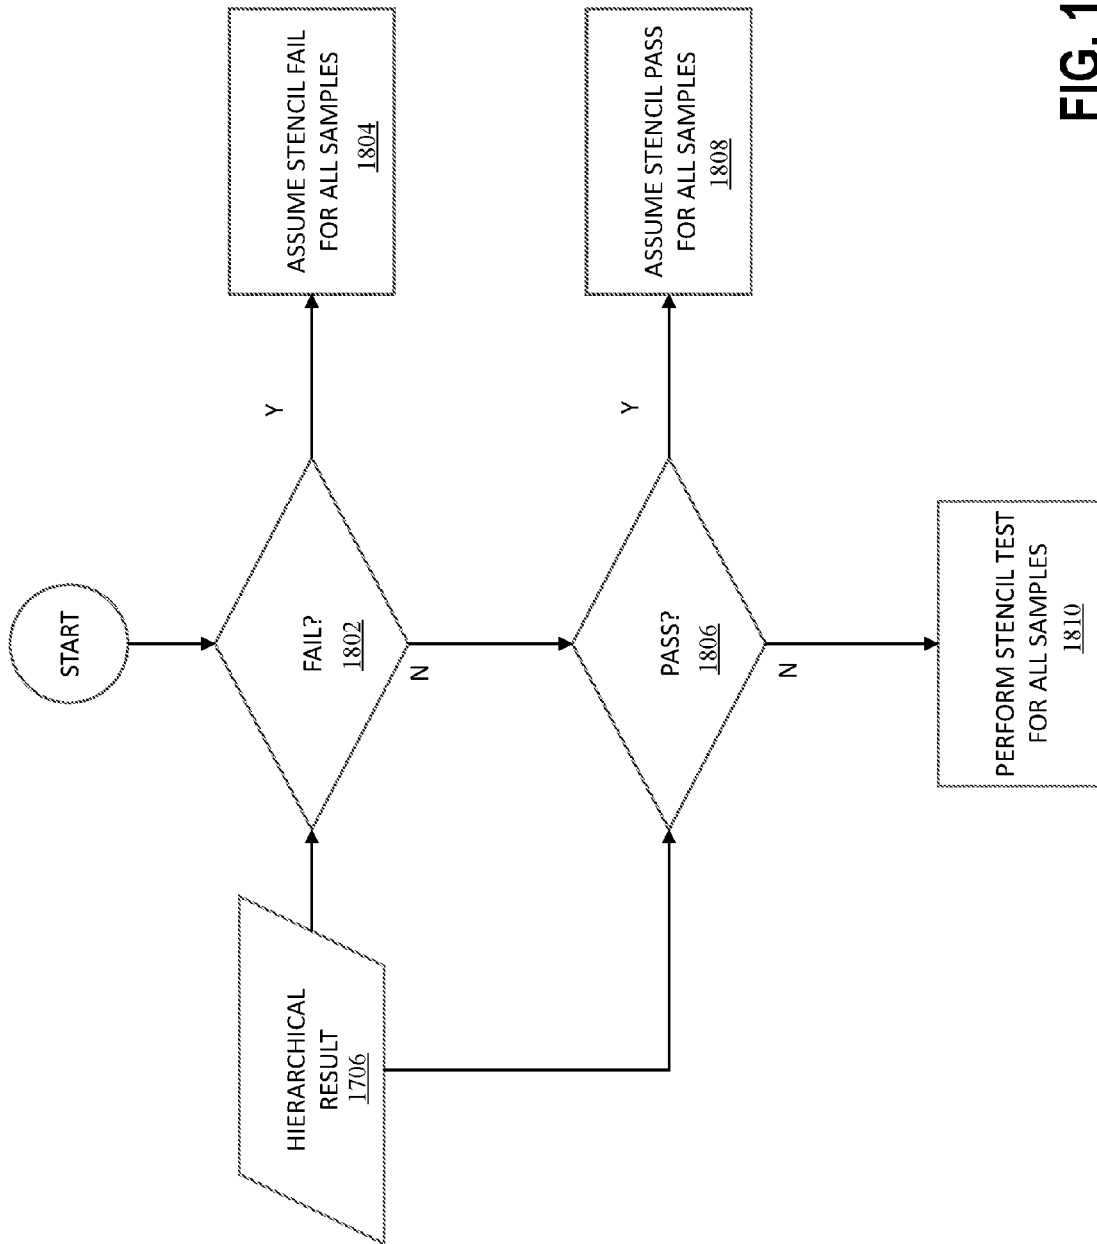 START
HIERARCHICAL
RESULT
1706
FAIL?
1802
Y
ASSUME STENCIL FAIL
FOR ALL SAMPLES
1804
N
PASS?
1806
Y
ASSUME STENCIL PASS
FOR ALL SAMPLES
1808
N
PERFORM STENCIL TEST
FOR ALL SAMPLES
1810
FIG. 1